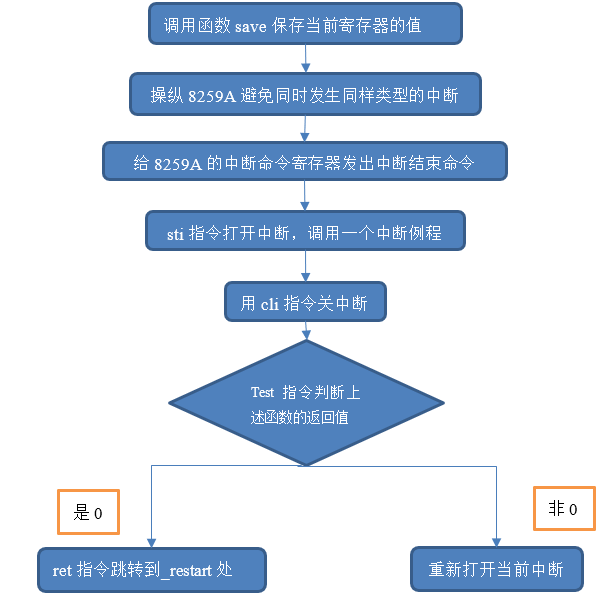 调用函数 save 保存当前寄存器的值
操纵 8259A 避免同时发生同样类型的中断
给 8259A 的中断命令寄存器发出中断结束命令
sti 指令打开中断，调用一个中断例程
用 cli 指令关中断
Test 指令判断上
述函数的返回值
是 0
非 0
ret 指令跳转到_restart 处
重新打开当前中断